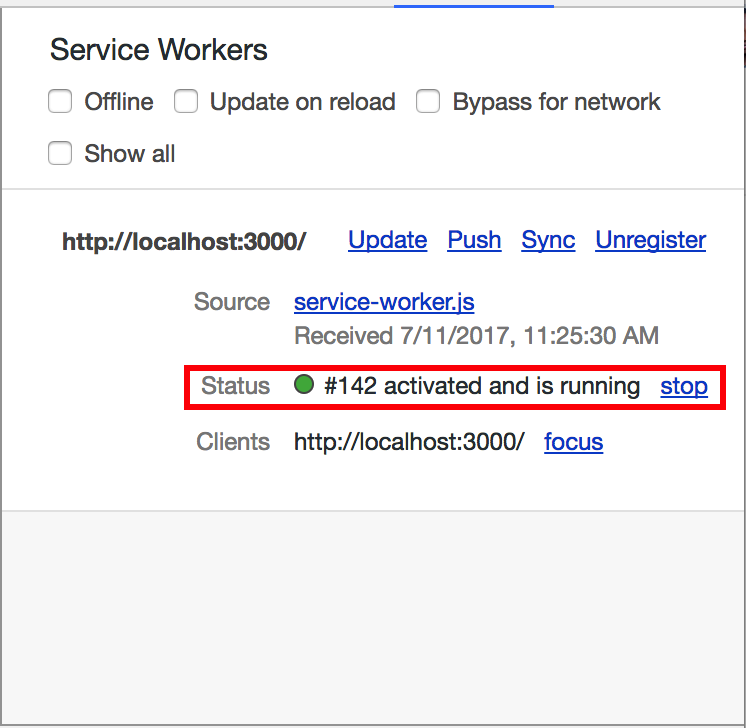 Service Workers
Offline Update on reload Bypass for network
Show all
http://localhost:3000/ Update Push Sync Unregister
Source service-worker.js
Received 7/11/2017, 11:25:30 AM
Status #142 activated and is running stop
Clients http://localhost:3000/ focus